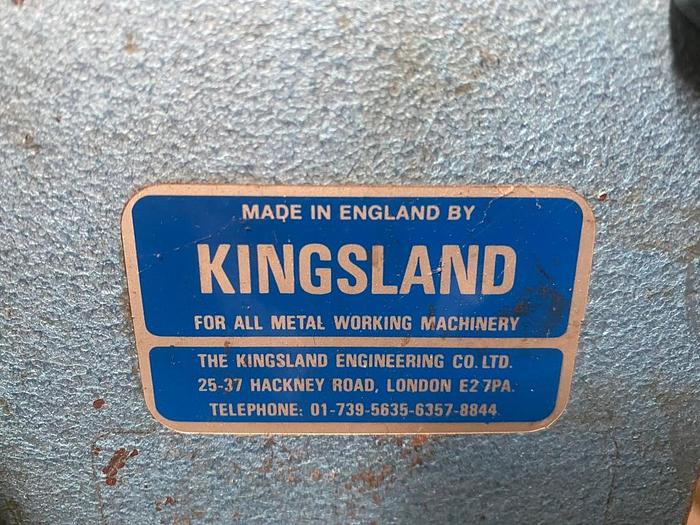 MADE IN ENGLAND BY
KINGSLAND
FOR ALL METAL WORKING MACHINERY
THE KINGSLAND ENGINEERING CO. LTD.
25-37 HACKNEY ROAD, LONDON E2 7PA.
TELEPHONE: 01-739-5635-6357-8844